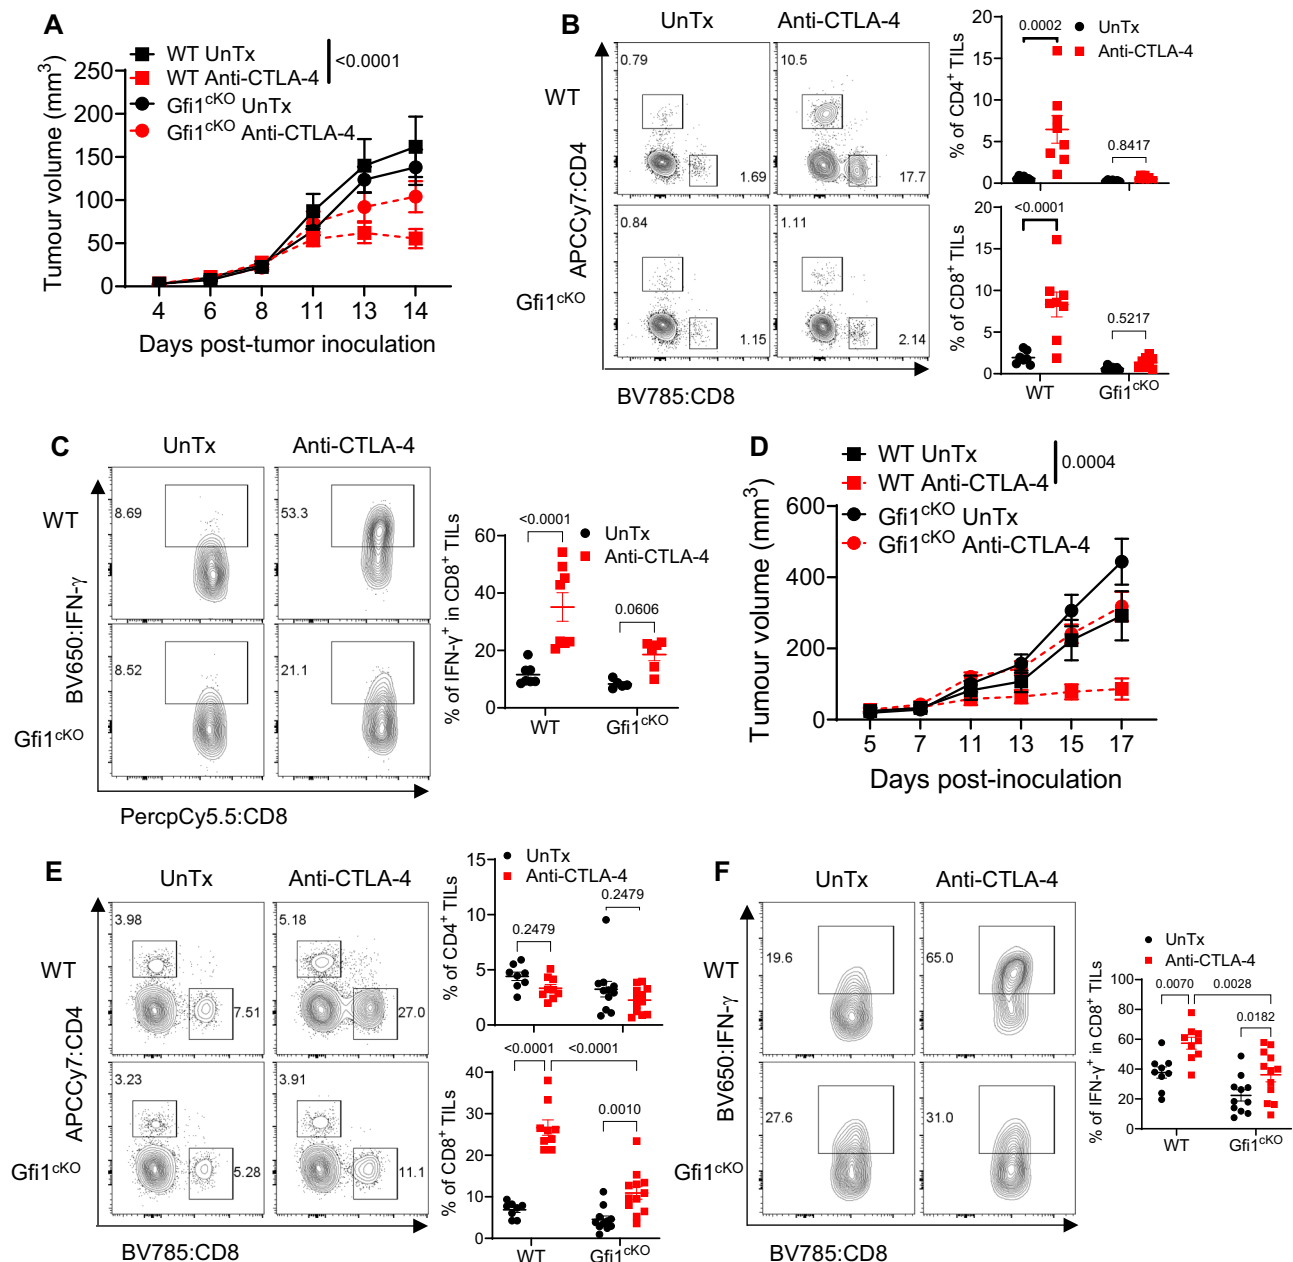 A
WT UnTx
WT Anti-CTLA-4
Gfi1cKO UnTx
Gfi1cKO Anti-CTLA-4
<0.0001
Tumour volume (mm3)
250
200
150
100
50
0
4 6 8 11 13 14
Days post-tumor inoculation
B
UnTx Anti-CTLA-4
WT
Gfi1cKO
0.79
1.69
10.5
17.7
0.84
1.15
1.11
2.14
APCCy7:CD4
BV785:CD8
UnTx
Anti-CTLA-4
% of CD4+ TILs
20
15
10
5
0
0.0002
0.8417
% of CD8+ TILs
20
15
10
5
0
<0.0001
0.5217
WT Gfi1cKO
C
UnTx Anti-CTLA-4
WT
Gfi1cKO
8.69
53.3
8.52
21.1
BV650:IFN-γ
PercpCy5.5:CD8
UnTx
Anti-CTLA-4
% of IFN-γ+ in CD8+ TILs
60
40
20
0
<0.0001
0.0606
WT Gfi1cKO
D
WT UnTx
WT Anti-CTLA-4
Gfi1cKO UnTx
Gfi1cKO Anti-CTLA-4
0.0004
Tumour volume (mm3)
600
400
200
0
5 7 11 13 15 17
Days post-inoculation
E
UnTx Anti-CTLA-4
WT
Gfi1cKO
3.98
7.51
5.18
27.0
3.23
5.28
3.91
11.1
APCCy7:CD4
BV785:CD8
UnTx
Anti-CTLA-4
% of CD4+ TILs
15
10
5
0
0.2479
0.2479
% of CD8+ TILs
40
30
20
10
0
<0.0001
<0.0001
0.0010
WT Gfi1cKO
F
UnTx Anti-CTLA-4
WT
Gfi1cKO
19.6
65.0
27.6
31.0
BV650:IFN-γ
BV785:CD8
UnTx
Anti-CTLA-4
% of IFN-γ+ in CD8+ TILs
100
80
60
40
20
0
0.0070
0.0028
0.0182
WT Gfi1cKO